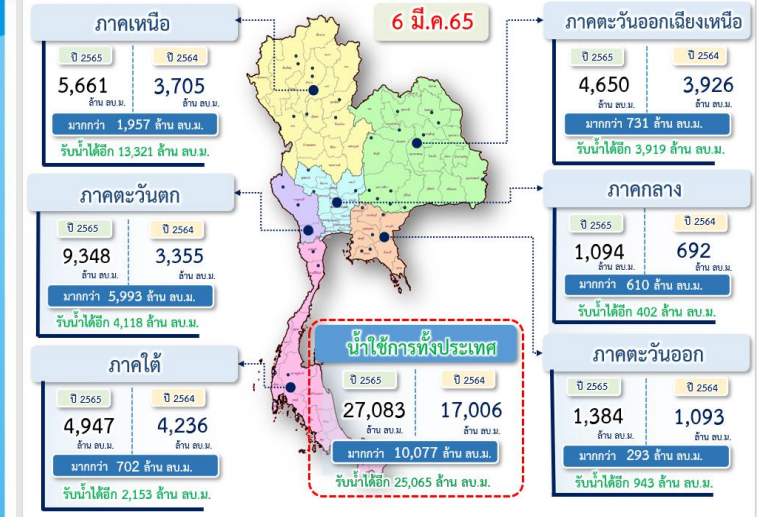 6 มี.ค.65
ภาคเหนือ
ปี 2565 ปี 2564
5,661 3,705
ล้าน ลบ.ม. ล้าน ลบ.ม.
มากกว่า 1,957 ล้าน ลบ.ม.
รับน้ำได้อีก 13,321 ล้าน ลบ.ม.
ภาคตะวันออกเฉียงเหนือ
ปี 2565 ปี 2564
4,650 3,926
ล้าน ลบ.ม. ล้าน ลบ.ม.
มากกว่า 731 ล้าน ลบ.ม.
รับน้ำได้อีก 3,919 ล้าน ลบ.ม.
ภาคตะวันตก
ปี 2565 ปี 2564
9,348 3,355
ล้าน ลบ.ม. ล้าน ลบ.ม.
มากกว่า 5,993 ล้าน ลบ.ม.
รับน้ำได้อีก 4,118 ล้าน ลบ.ม.
ภาคกลาง
ปี 2565 ปี 2564
1,094 692
ล้าน ลบ.ม. ล้าน ลบ.ม.
มากกว่า 610 ล้าน ลบ.ม.
รับน้ำได้อีก 402 ล้าน ลบ.ม.
ภาคใต้
ปี 2565 ปี 2564
4,947 4,236
ล้าน ลบ.ม. ล้าน ลบ.ม.
มากกว่า 702 ล้าน ลบ.ม.
รับน้ำได้อีก 2,153 ล้าน ลบ.ม.
น้ำใช้การทั้งประเทศ
ปี 2565 ปี 2564
27,083 17,006
ล้าน ลบ.ม. ล้าน ลบ.ม.
มากกว่า 10,077 ล้าน ลบ.ม.
รับน้ำได้อีก 25,065 ล้าน ลบ.ม.
ภาคตะวันออก
ปี 2565 ปี 2564
1,384 1,093
ล้าน ลบ.ม. ล้าน ลบ.ม.
มากกว่า 293 ล้าน ลบ.ม.
รับน้ำได้อีก 943 ล้าน ลบ.ม.